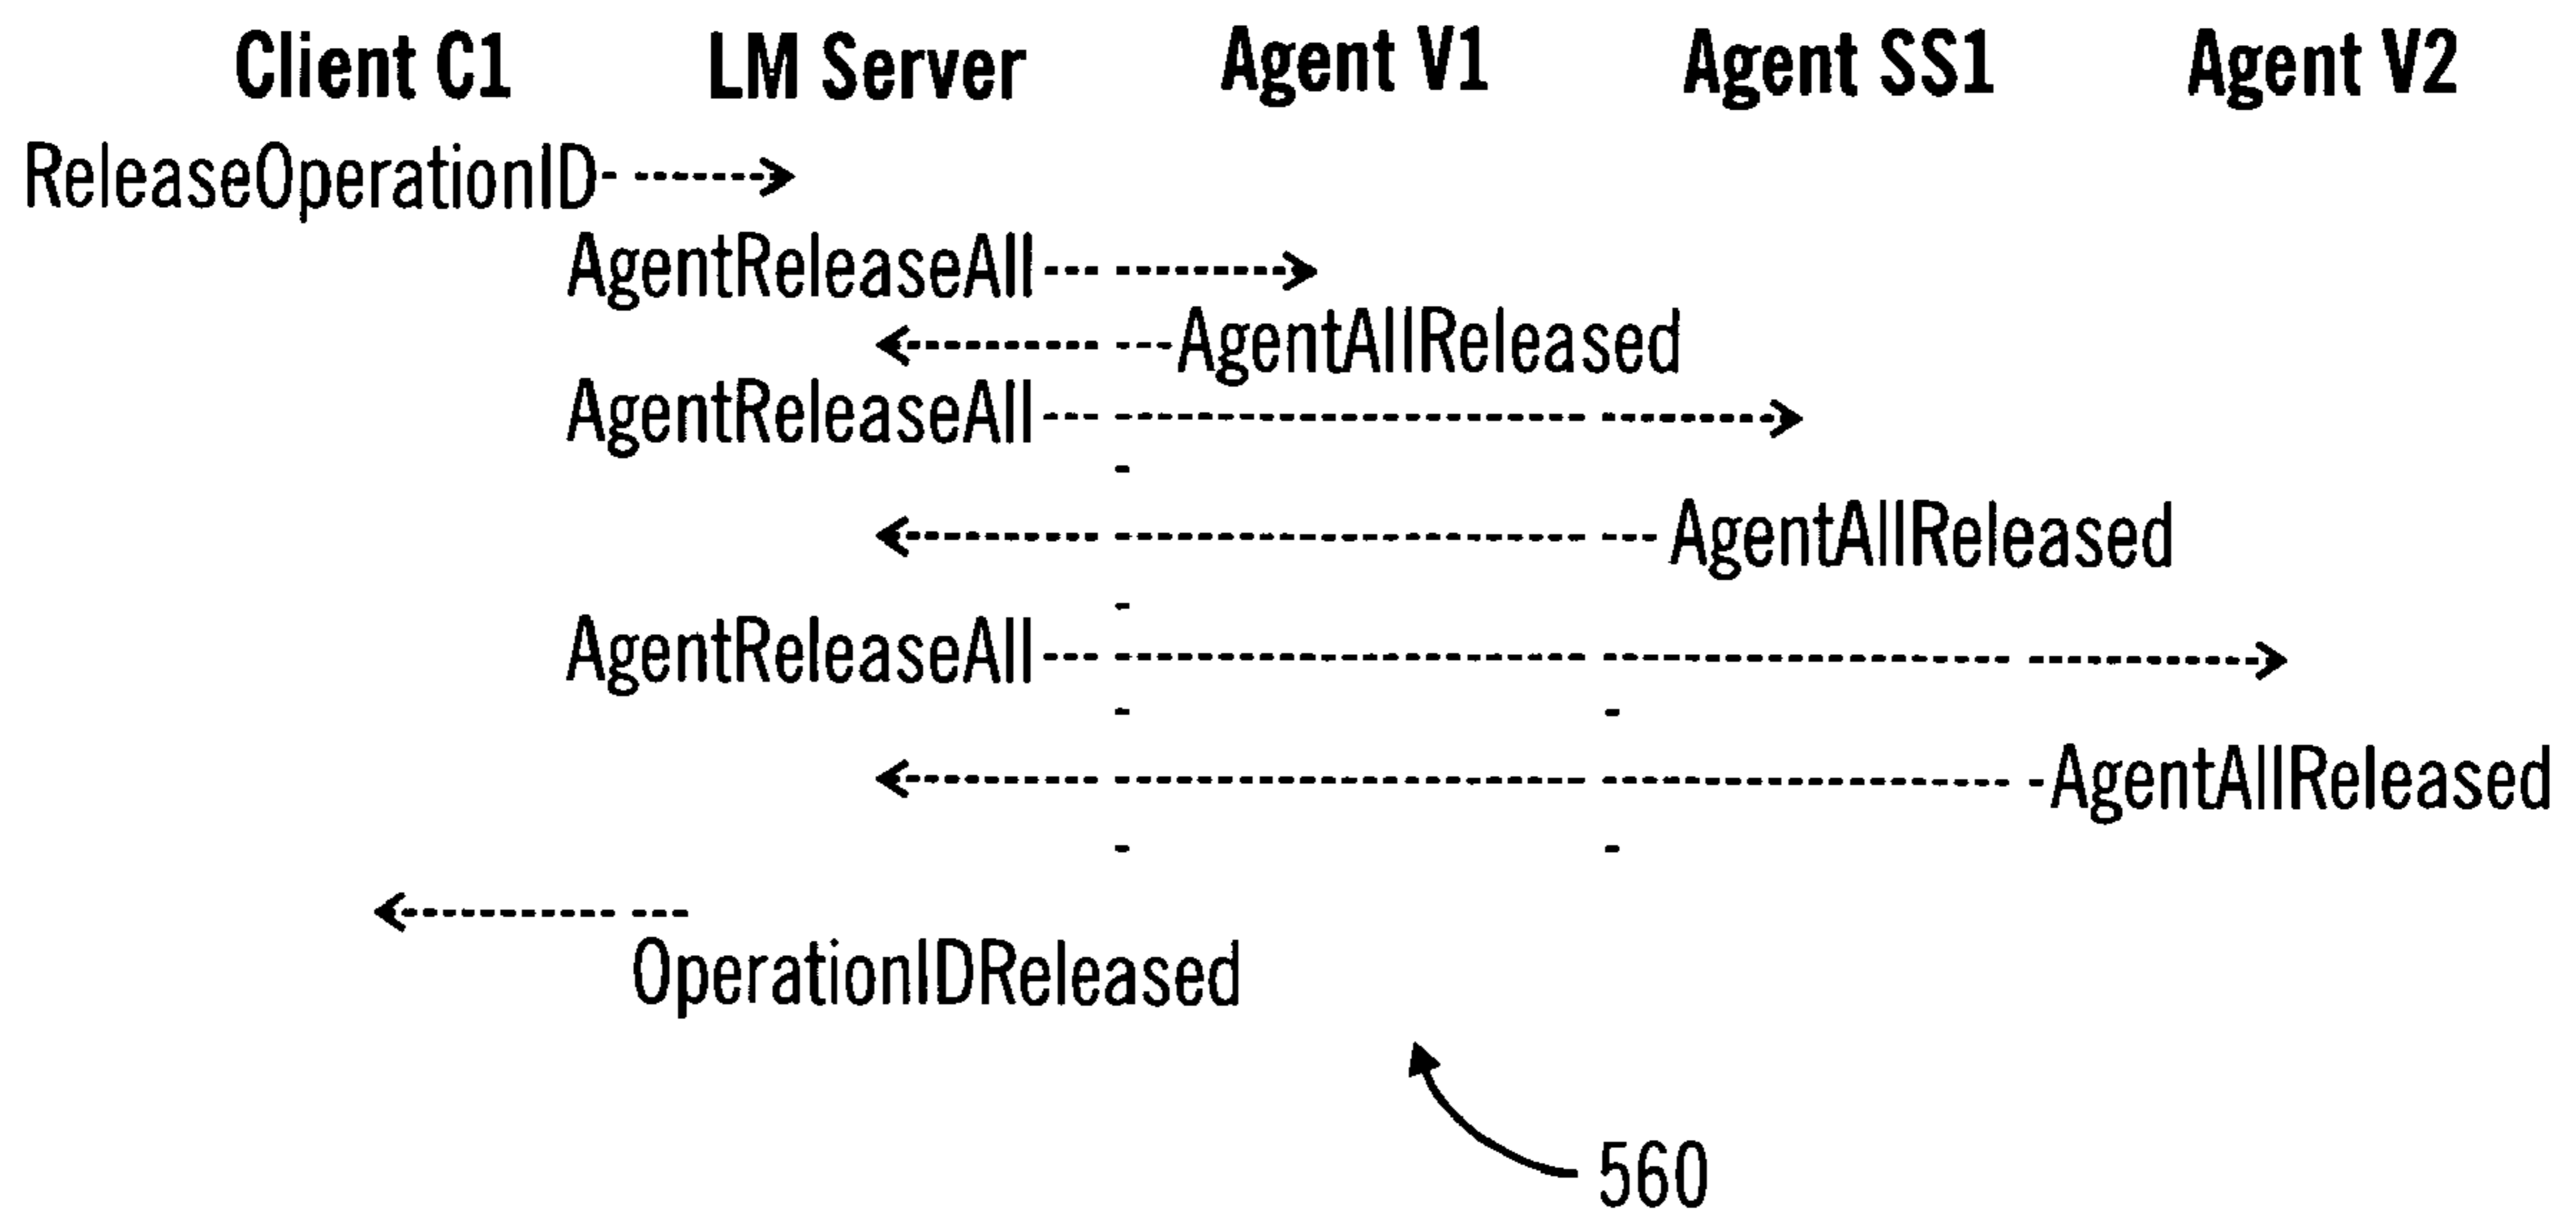 Client C1 LM Server Agent V1 Agent SS1 Agent V2
ReleaseOperationID
AgentReleaseAll
AgentAllReleased
AgentReleaseAll
AgentAllReleased
AgentReleaseAll
AgentAllReleased
OperationIDReleased
560